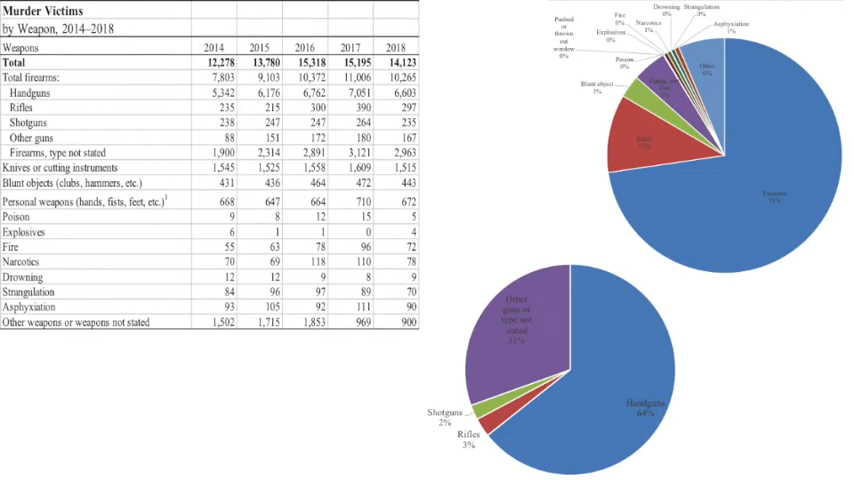 Murder Victims
by Weapon, 2014–2018
Weapons 2014 2015 2016 2017 2018
Total 12,278 13,780 15,318 15,195 14,123
Total firearms: 7,803 9,103 10,372 11,006 10,265
Handguns 5,342 6,176 6,762 7,051 6,603
Rifles 235 215 300 390 297
Shotguns 238 247 247 264 235
Other guns 88 151 172 180 167
Firearms, type not stated 1,900 2,314 2,891 3,121 2,963
Knives or cutting instruments 1,545 1,525 1,558 1,609 1,515
Blunt objects (clubs, hammers, etc.) 431 436 464 472 443
Personal weapons (hands, fists, feet, etc.)1 668 647 664 710 672
Poison 9 8 12 15 5
Explosives 6 1 1 0 4
Fire 55 63 78 96 72
Narcotics 70 69 118 110 78
Drowning 12 12 9 8 9
Strangulation 84 96 97 89 70
Asphyxiation 93 105 92 111 90
Other weapons or weapons not stated 1,502 1,715 1,853 969 900
Pushed
or
thrown
out
window
0%
Poison
0%
Explosives
0%
Fire
0%
Narcotics
1%
Drowning
0%
Strangulation
0%
Asphyxiation
1%
Other
6%
Blunt object
3%
Knife
Firearm
73%
Other
guns or
type not
stated
31%
Shotguns
2%
Rifles
3%
Handguns
64%